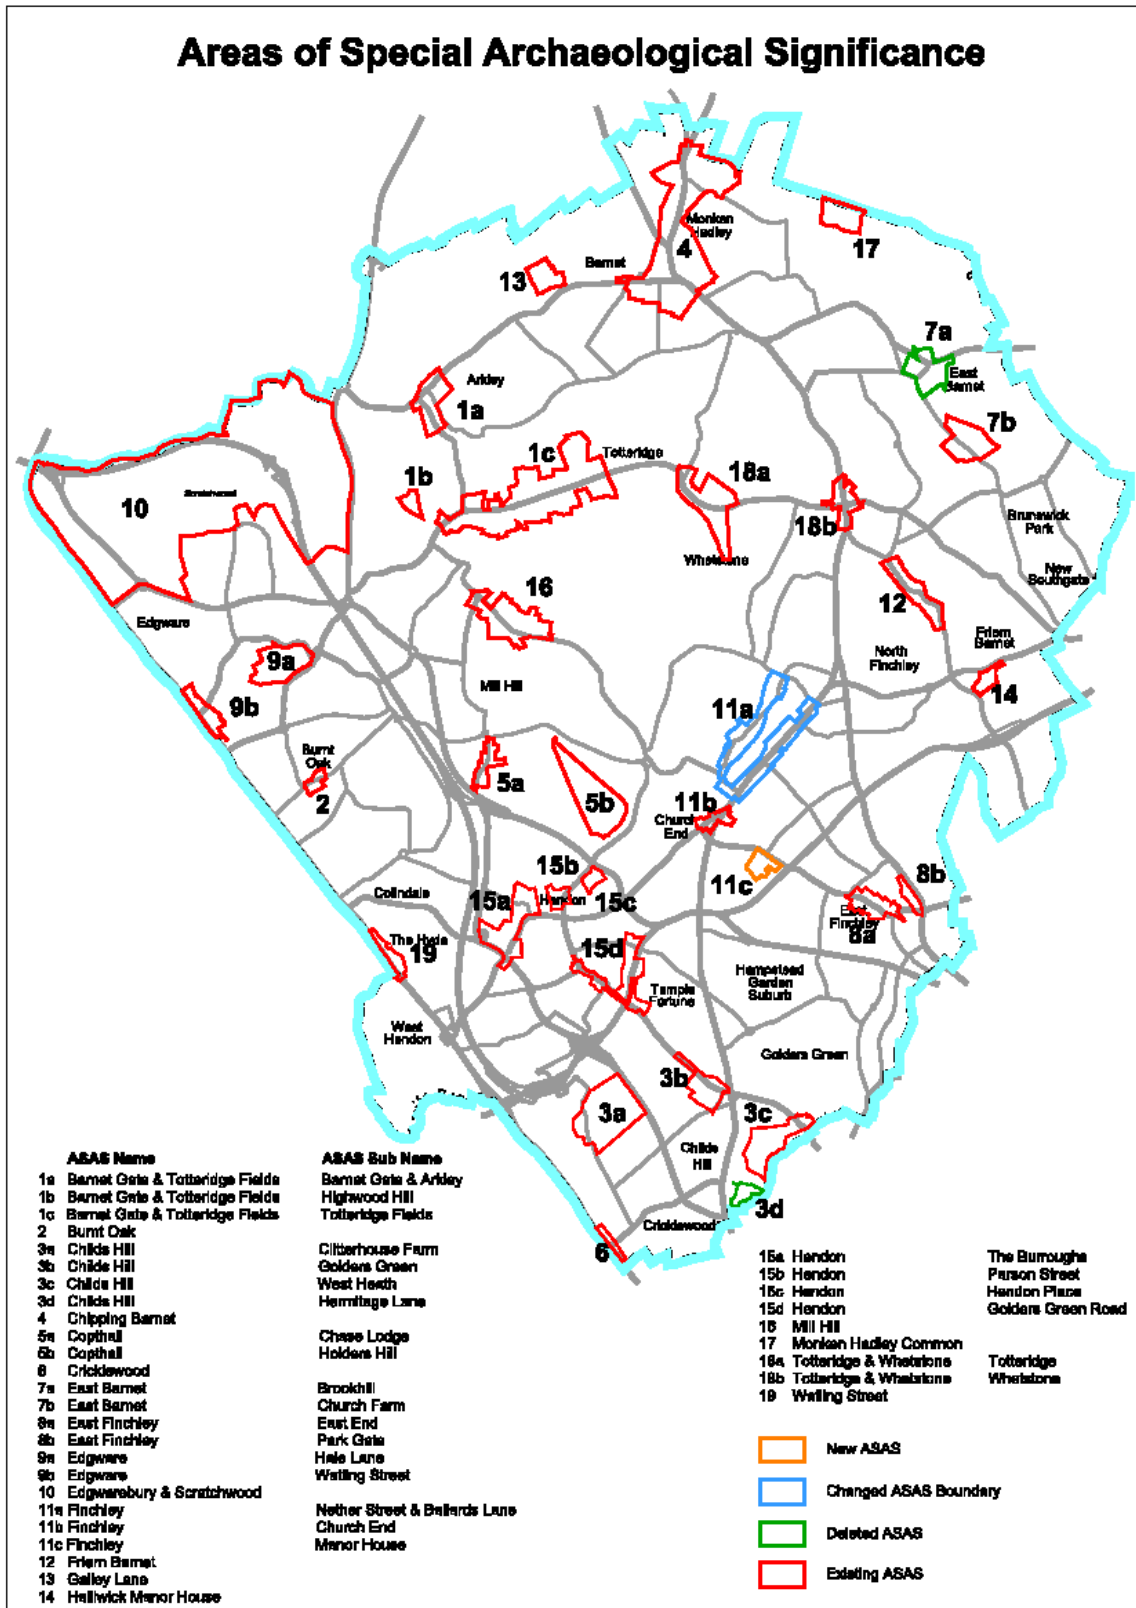 Areas of Special Archaeological Significance
Monken
Hadley
4
17
Barnet
13
7a
East
Barnet
Arkley
1a
7b
1c
Totteridge
18a
1b
10
Scratchwood
18b
Brunswick
Park
Whetstone
New
Southgate
16
12
Edgware
Friern
Barnet
North
Finchley
9a
Mill Hill
14
9b
11a
Burnt
Oak
5a
2
5b
11b
Church
End
15b
11c
8b
Colindale
15a
Hendon
15c
East
Finchley
8a
The Hyde
19
15d
Hampstead
Garden
Suburb
Temple
Fortune
West
Hendon
Golders Green
3b
3a
3c
Childs
Hill
3d
Cricklewood
6
ASAS Name ASAS Sub Name
1a Barnet Gate & Totteridge Fields Barnet Gate & Arkley
1b Barnet Gate & Totteridge Fields Highwood Hill
1c Barnet Gate & Totteridge Fields Totteridge Fields
2 Burnt Oak
3a Childs Hill Clitterhouse Farm
3b Childs Hill Golders Green
3c Childs Hill West Heath
3d Childs Hill Hermitage Lane
4 Chipping Barnet
5a Copthall Chase Lodge
5b Copthall Holders Hill
6 Cricklewood
7a East Barnet Brookhill
7b East Barnet Church Farm
8a East Finchley East End
8b East Finchley Park Gate
9a Edgware Hale Lane
9b Edgware Watling Street
10 Edgwarebury & Scratchwood
11a Finchley Nether Street & Ballards Lane
11b Finchley Church End
11c Finchley Manor House
12 Friern Barnet
13 Galley Lane
14 Halliwick Manor House
15a Hendon The Burroughs
15b Hendon Parson Street
15c Hendon Hendon Place
15d Hendon Golders Green Road
16 Mill Hill
17 Monken Hadley Common
18a Totteridge & Whetstone Totteridge
18b Totteridge & Whetstone Whetstone
19 Watling Street
New ASAS
Changed ASAS Boundary
Deleted ASAS
Existing ASAS